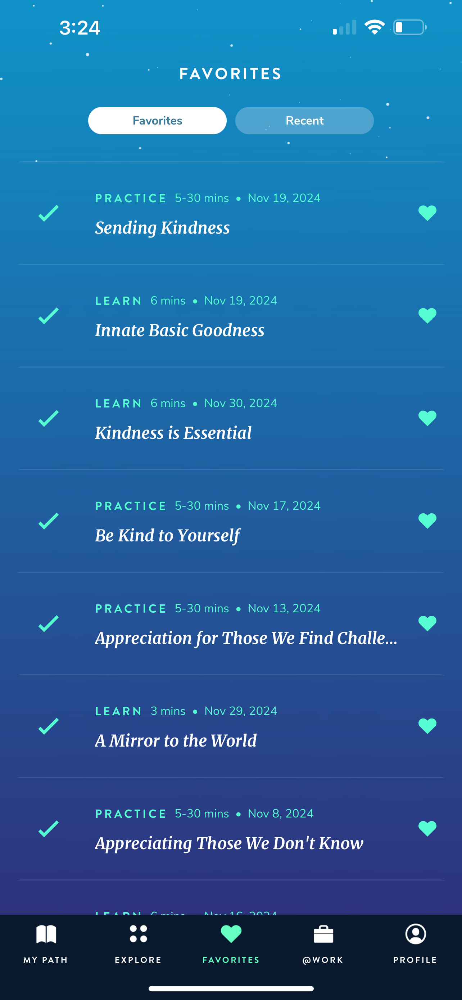 3:24
FAVORITES
Favorites
Recent
PRACTICE 5-30 mins • Nov 19, 2024
Sending Kindness
LEARN 6 mins • Nov 19, 2024
Innate Basic Goodness
LEARN 6 mins • Nov 30, 2024
Kindness is Essential
PRACTICE 5-30 mins • Nov 17, 2024
Be Kind to Yourself
PRACTICE 5-30 mins • Nov 13, 2024
Appreciation for Those We Find Challe...
LEARN 3 mins • Nov 29, 2024
A Mirror to the World
PRACTICE 5-30 mins • Nov 8, 2024
Appreciating Those We Don't Know
LEARN
MY PATH
EXPLORE
FAVORITES
@WORK
PROFILE